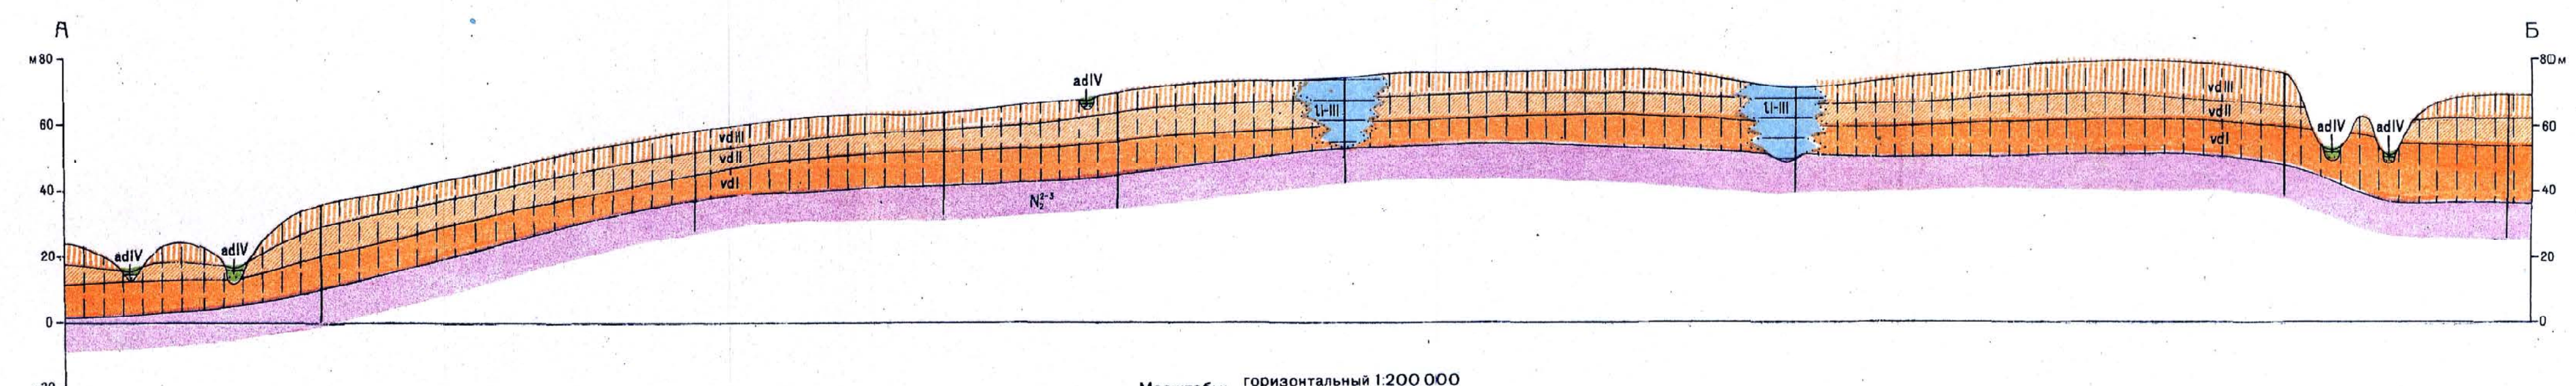 А Б
м 80 80 м
adIV
vdIII
lI-III lI-III
vdII
60 adIV adIV 60
vdIII
vdI
vdII
40 vdI 40
N₂²⁻³
adIV adIV
20 20
0 0
горизонтальный 1:200 000